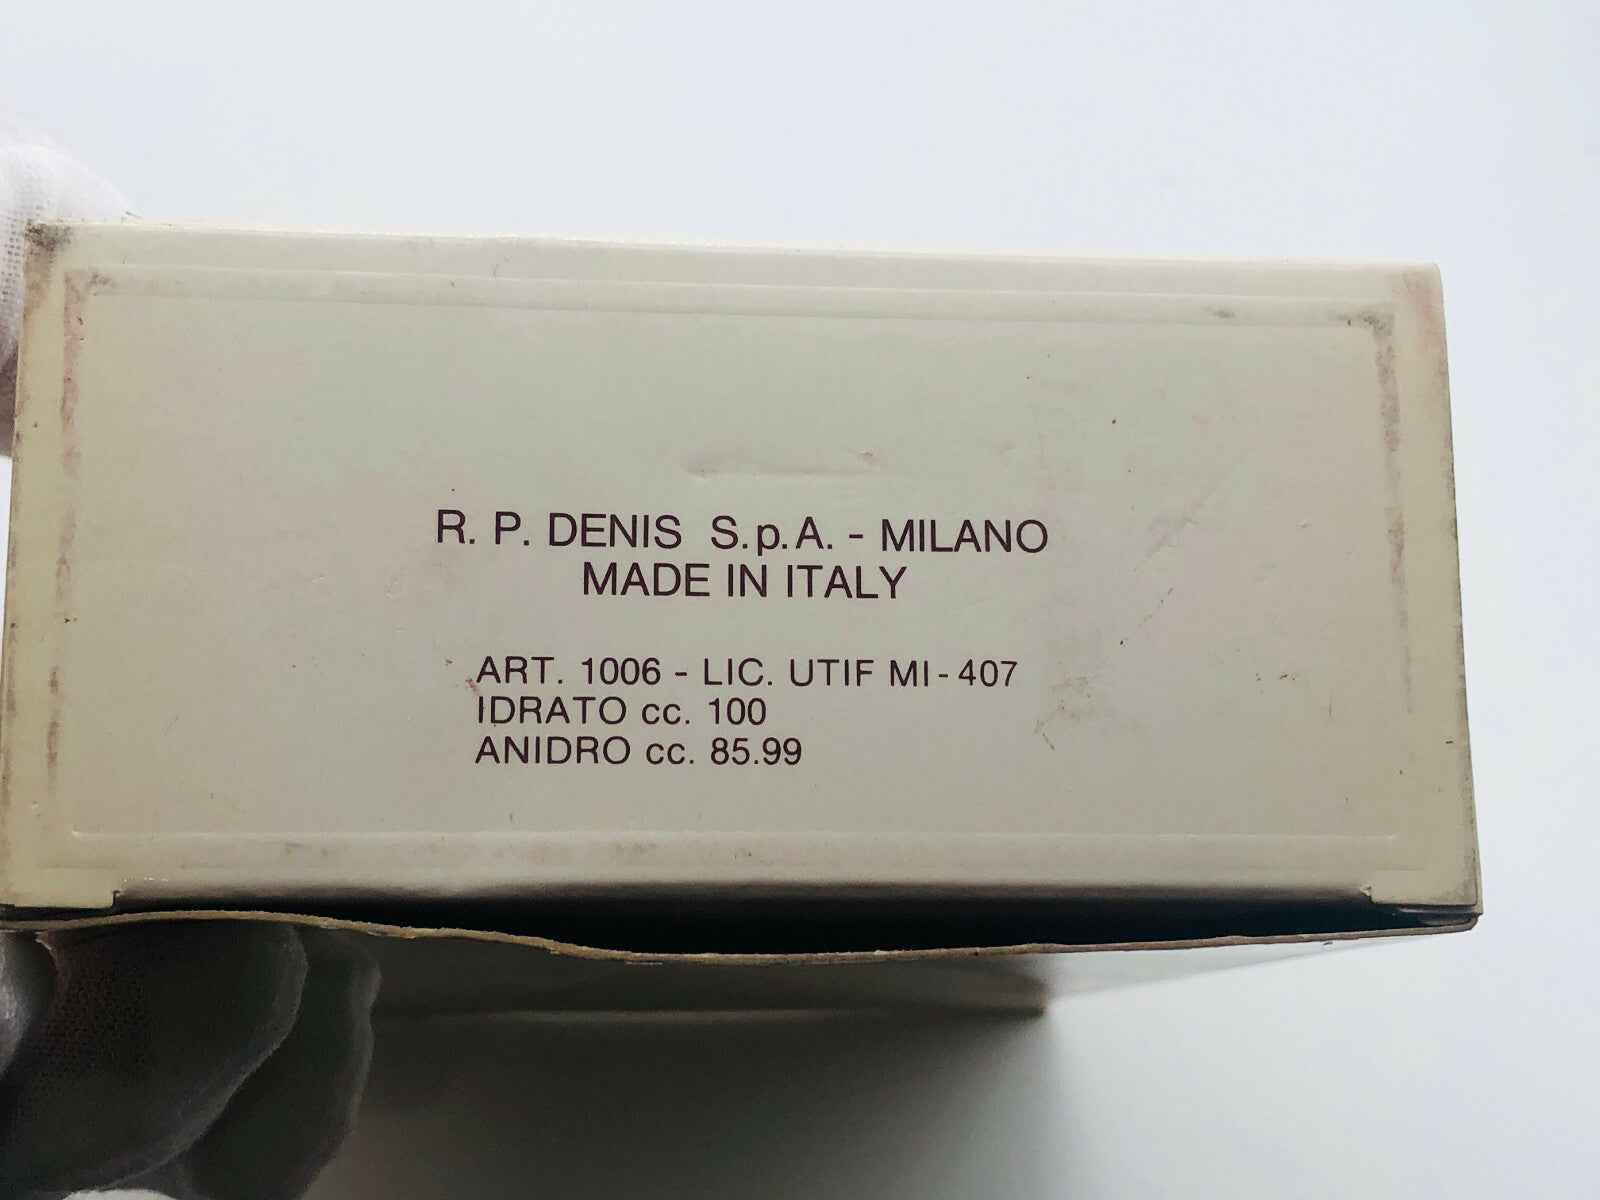 R. P. DENIS S.p.A. - MILANO
MADE IN ITALY
ART. 1006 - LIC. UTIF MI - 407
IDRATO cc. 100
ANIDRO cc. 85.99